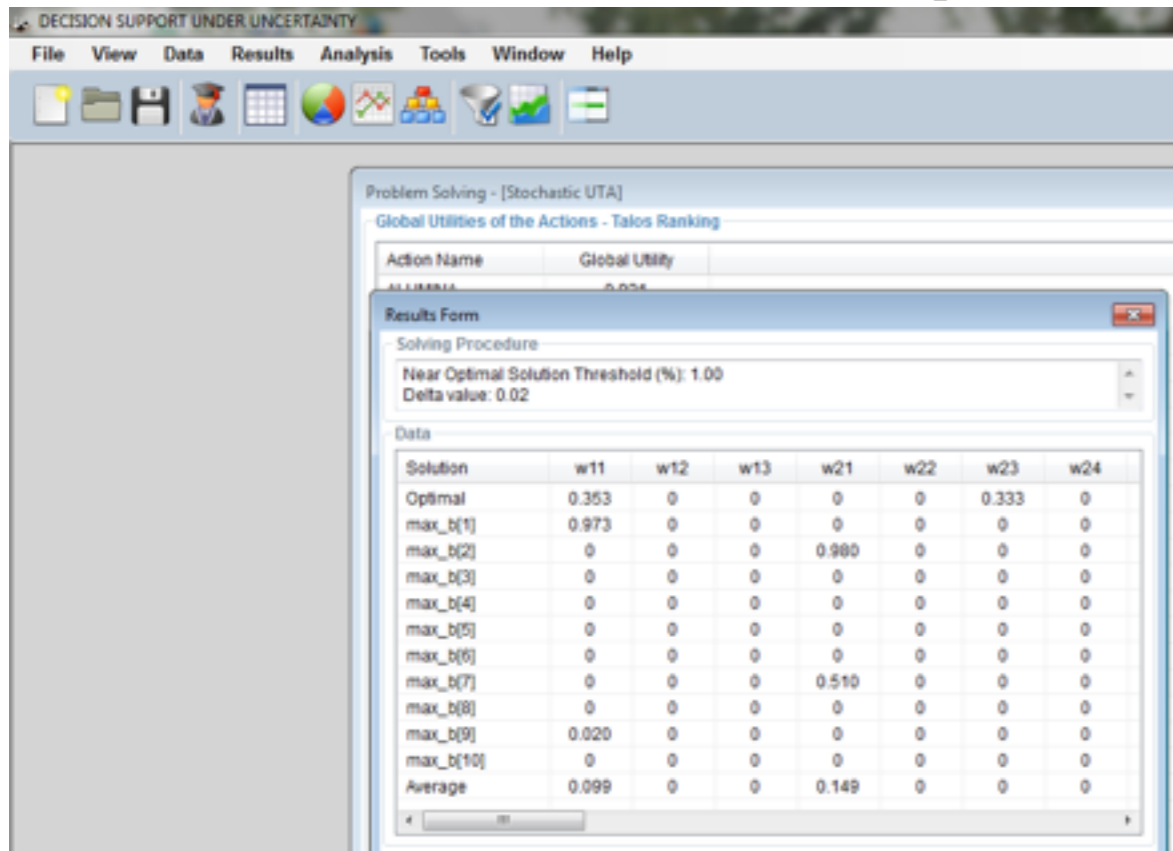 DECISION SUPPORT UNDER UNCERTAINTY
File View Data Results Analysis Tools Window Help
Problem Solving - [Stochastic UTA]
Global Utilities of the Actions - Talos Ranking
Action Name Global Utility
Results Form
Solving Procedure
Near Optimal Solution Threshold (%): 1.00
Delta value: 0.02
Data
Solution w11 w12 w13 w21 w22 w23 w24
Optimal 0.353 0 0 0 0 0.333 0
max_b[1] 0.973 0 0 0 0 0 0
max_b[2] 0 0 0 0.980 0 0 0
max_b[3] 0 0 0 0 0 0 0
max_b[4] 0 0 0 0 0 0 0
max_b[5] 0 0 0 0 0 0 0
max_b[6] 0 0 0 0 0 0 0
max_b[7] 0 0 0 0.510 0 0 0
max_b[8] 0 0 0 0 0 0 0
max_b[9] 0.020 0 0 0 0 0 0
max_b[10] 0 0 0 0 0 0 0
Average 0.099 0 0 0.149 0 0 0